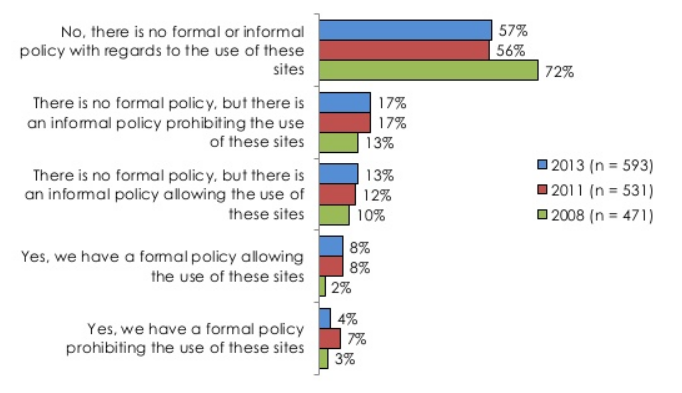 No, there is no formal or informal
policy with regards to the use of these
sites
57%
56%
72%
There is no formal policy, but there is
an informal policy prohibiting the use
of these sites
17%
17%
13%
There is no formal policy, but there is
an informal policy allowing the use of
these sites
13%
12%
10%
Yes, we have a formal policy allowing
the use of these sites
8%
8%
2%
Yes, we have a formal policy
prohibiting the use of these sites
4%
7%
3%
2013 (n = 593)
2011 (n = 531)
2008 (n = 471)